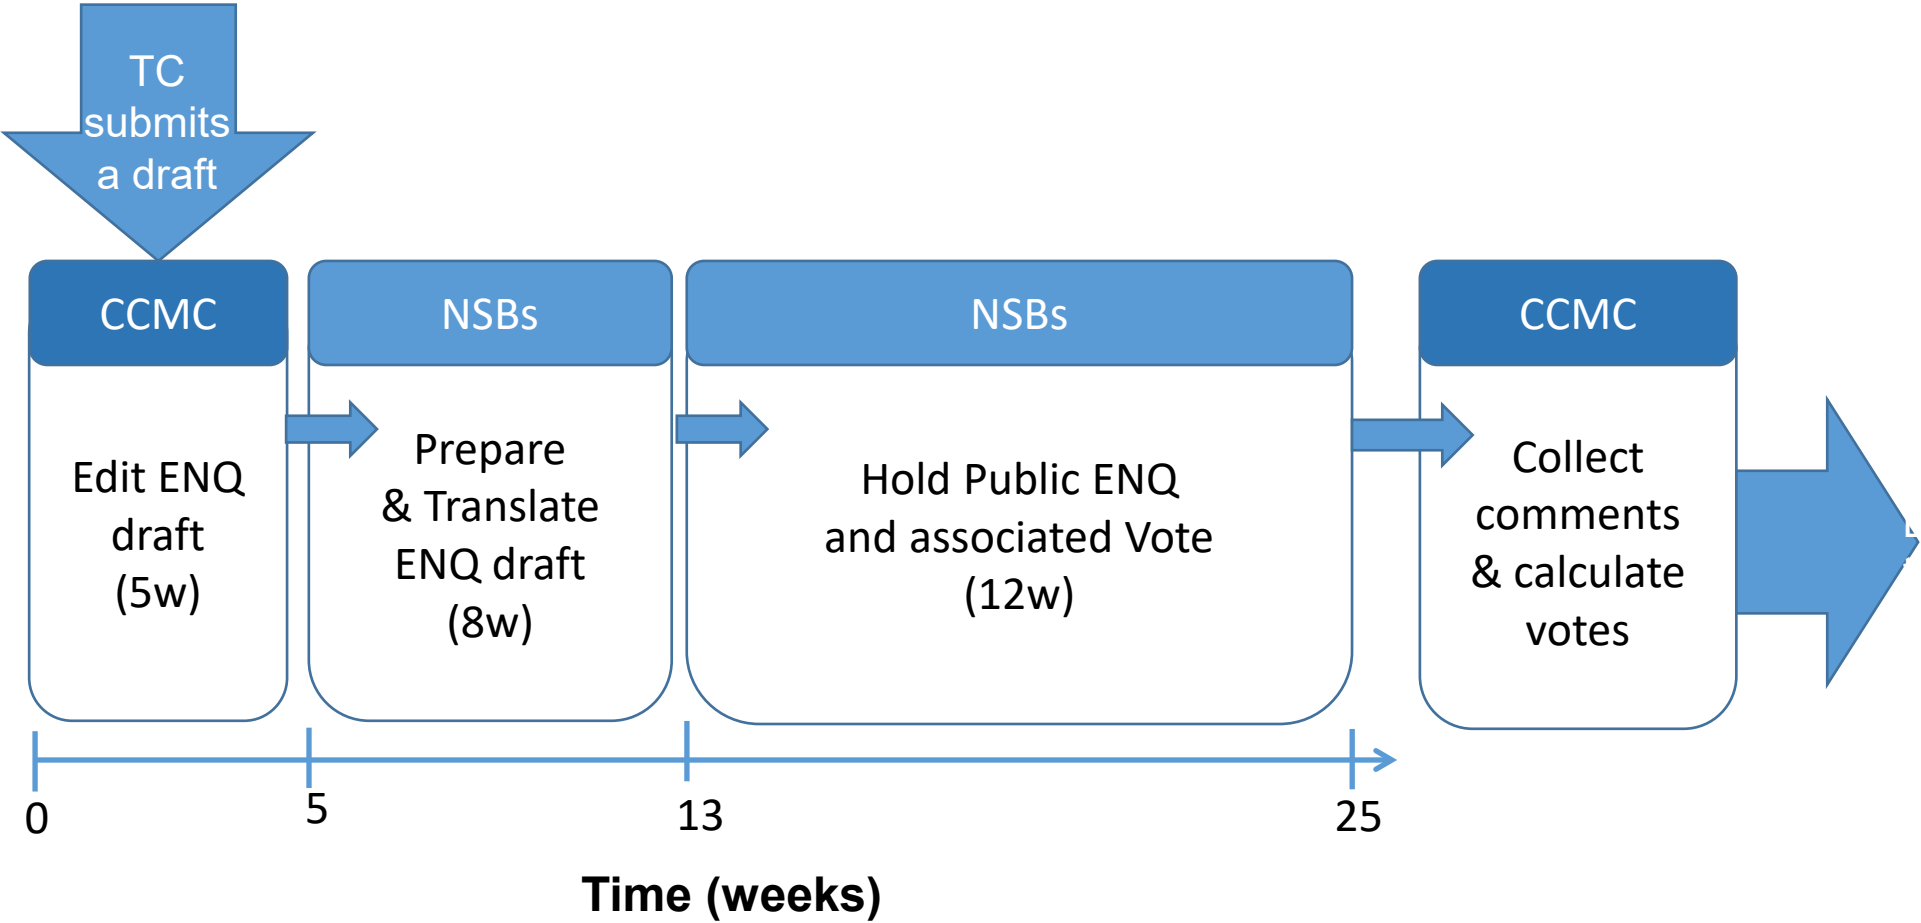 TC
submits
a draft
CCMC
Edit ENQ
draft
(5w)
NSBs
Prepare
& Translate
ENQ draft
(8w)
NSBs
Hold Public ENQ
and associated Vote
(12w)
CCMC
Collect
comments
& calculate
votes
0
5
13
25
Time (weeks)